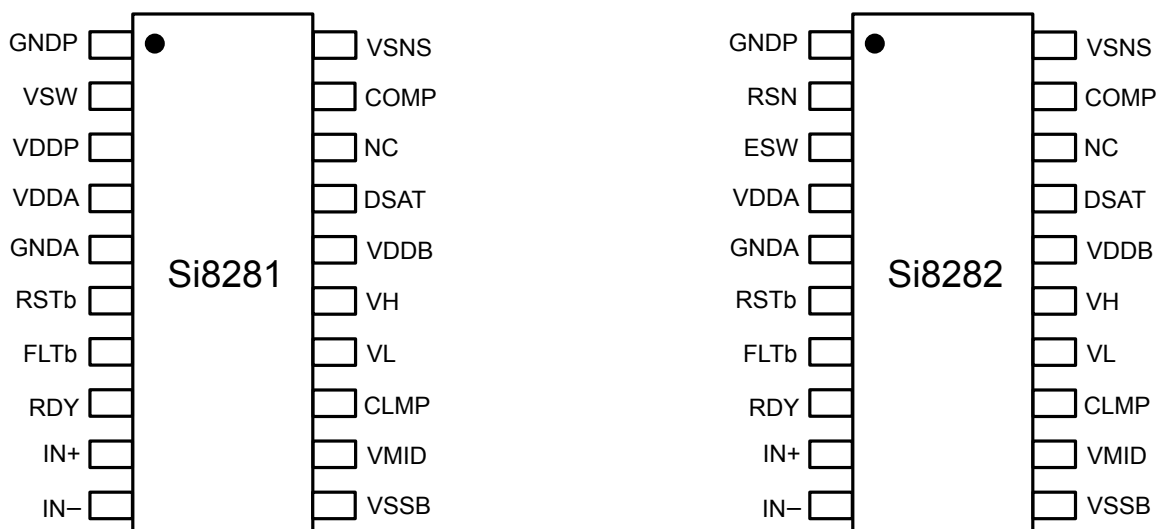 GNDP
VSW
VDDP
VDDA
GNDA
RSTb
FLTb
RDY
IN+
IN–
Si8281
VSNS
COMP
NC
DSAT
VDDB
VH
VL
CLMP
VMID
VSSB
GNDP
RSN
ESW
VDDA
GNDA
RSTb
FLTb
RDY
IN+
IN–
Si8282
VSNS
COMP
NC
DSAT
VDDB
VH
VL
CLMP
VMID
VSSB